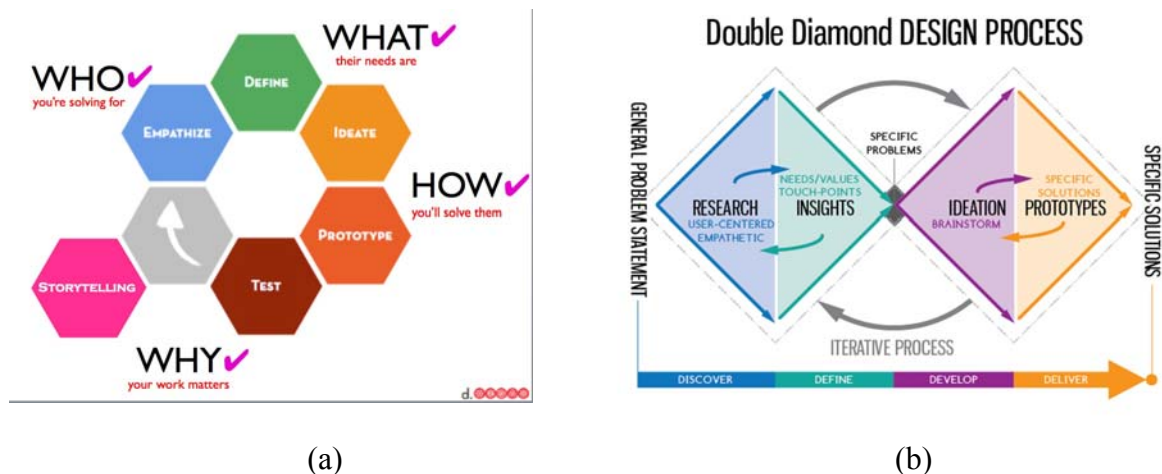 WHAT✔
their needs are
WHO✔
you're solving for
DEFINE
EMPATHIZE
IDEATE
HOW✔
you'll solve them
PROTOTYPE
STORYTELLING
TEST
WHY✔
your work matters
d.
(a)
Double Diamond DESIGN PROCESS
GENERAL PROBLEM STATEMENT
SPECIFIC
PROBLEMS
RESEARCH
USER-CENTERED
EMPATHETIC
NEEDS/VALUES
TOUCH-POINTS
INSIGHTS
IDEATION
BRAINSTORM
SPECIFIC
SOLUTIONS
PROTOTYPES
SPECIFIC SOLUTIONS
ITERATIVE PROCESS
DISCOVER
DEFINE
DEVELOP
DELIVER
(b)